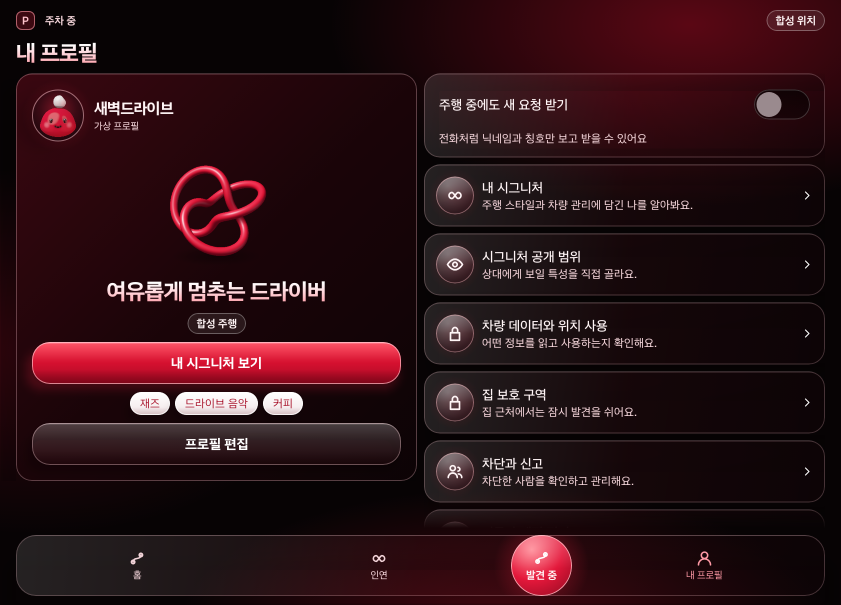 P 주차 중
합성 위치
내 프로필
새벽드라이브
가상 프로필
여유롭게 멈추는 드라이버
합성 주행
내 시그니처 보기
재즈 드라이브 음악 커피
프로필 편집
주행 중에도 새 요청 받기
전화처럼 닉네임과 칭호만 보고 받을 수 있어요
내 시그니처
주행 스타일과 차량 관리에 담긴 나를 알아봐요.
시그니처 공개 범위
상대에게 보일 특성을 직접 골라요.
차량 데이터와 위치 사용
어떤 정보를 읽고 사용하는지 확인해요.
집 보호 구역
집 근처에서는 잠시 발견을 쉬어요.
차단과 신고
차단한 사람을 확인하고 관리해요.
홈
인연
발견 중
내 프로필